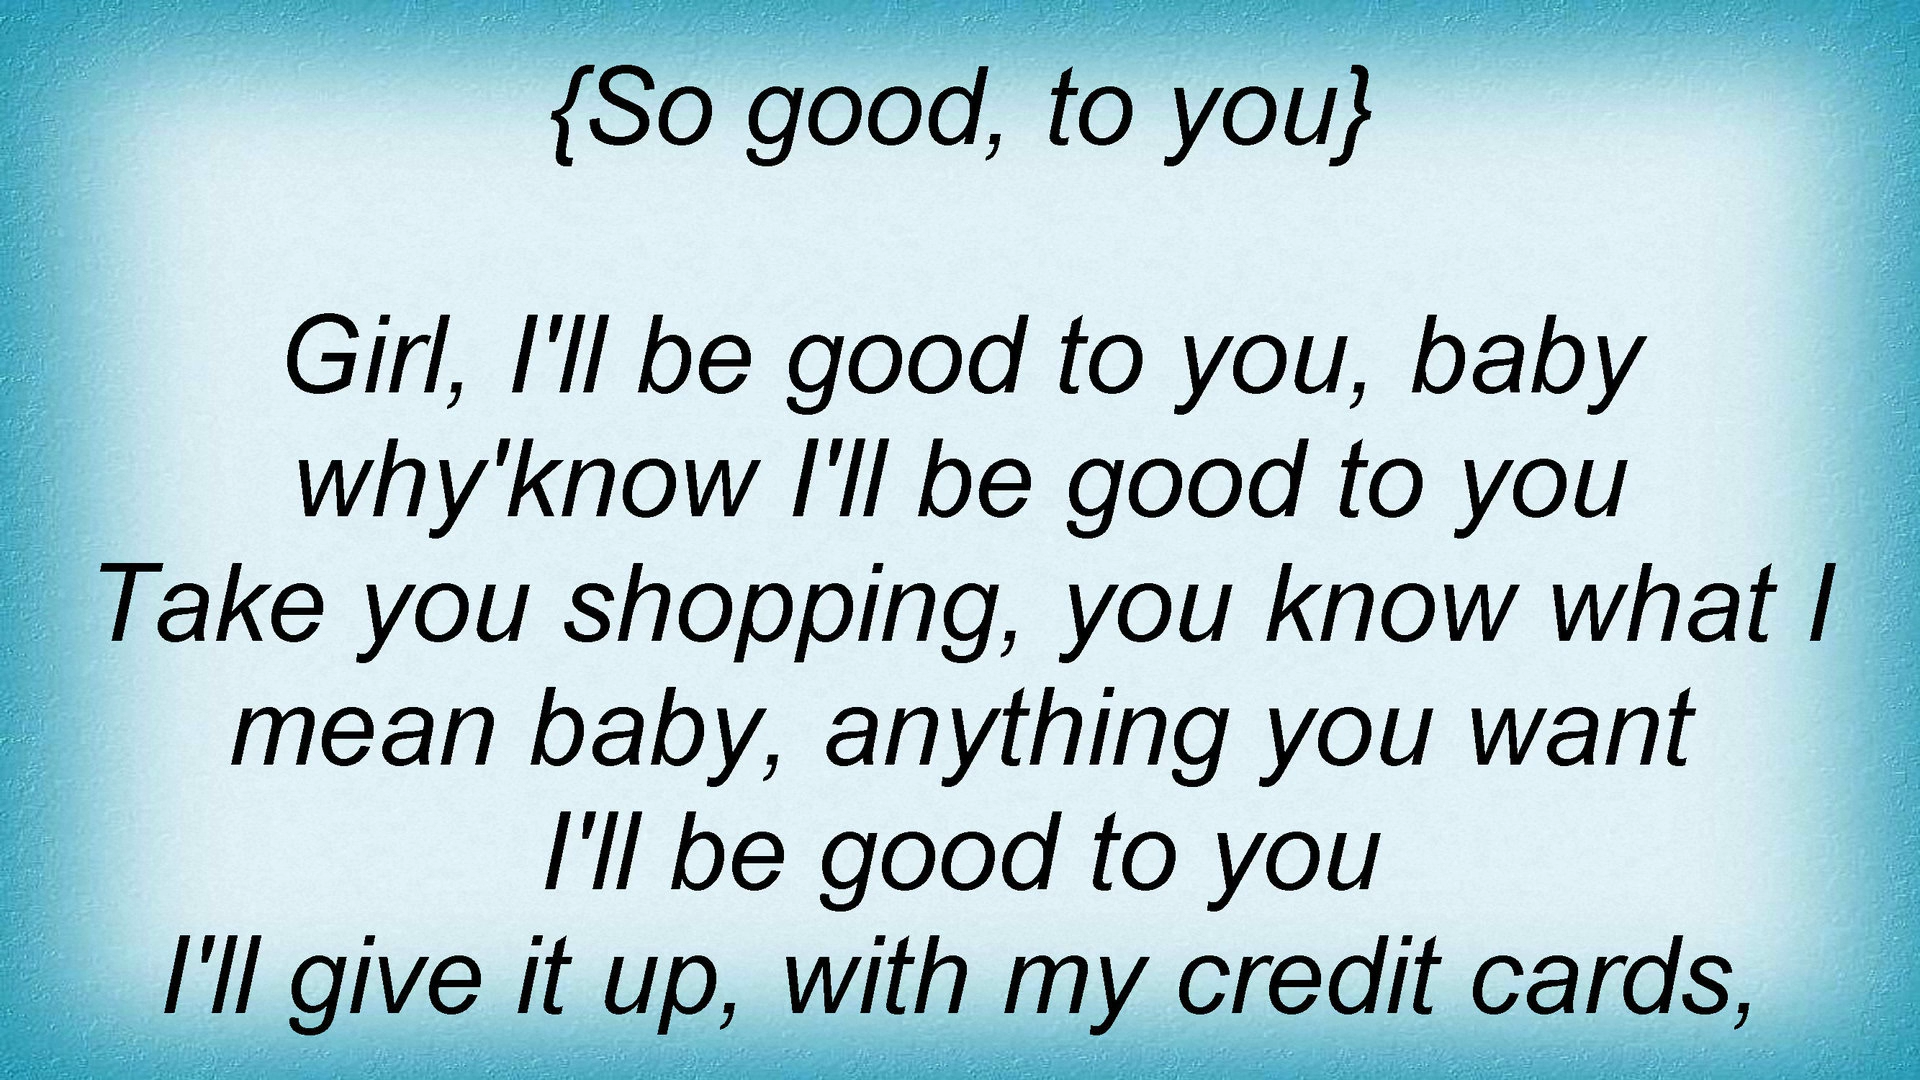 {So good, to you}
Girl, I'll be good to you, baby
why'know I'll be good to you
Take you shopping, you know what I
mean baby, anything you want
I'll be good to you
I'll give it up, with my credit cards,